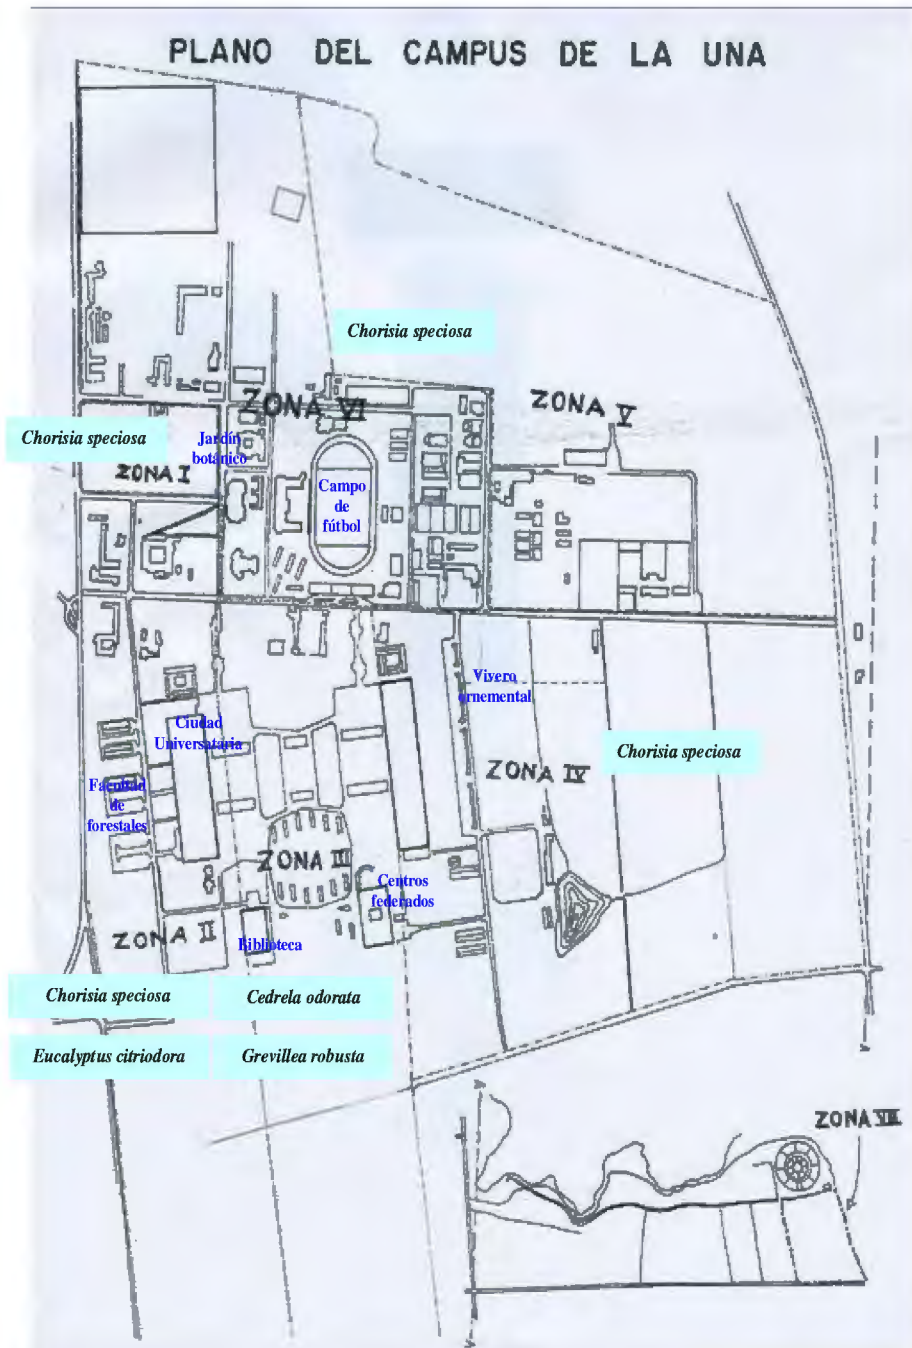 PLANO DEL CAMPUS DE LA UNA
Chorisia speciosa
ZONA VI
ZONA V
Chorisia speciosa
Jardín
botánico
ZONA I
Campo
de
fútbol
Vivero
ornemental
Ciudad
Universataria
Chorisia speciosa
ZONA IV
Facultad
de
forestales
ZONA III
Centros
federados
ZONA II
Biblioteca
Chorisia speciosa
Cedrela odorata
Eucalyptus citriodora
Grevillea robusta
ZONA VII